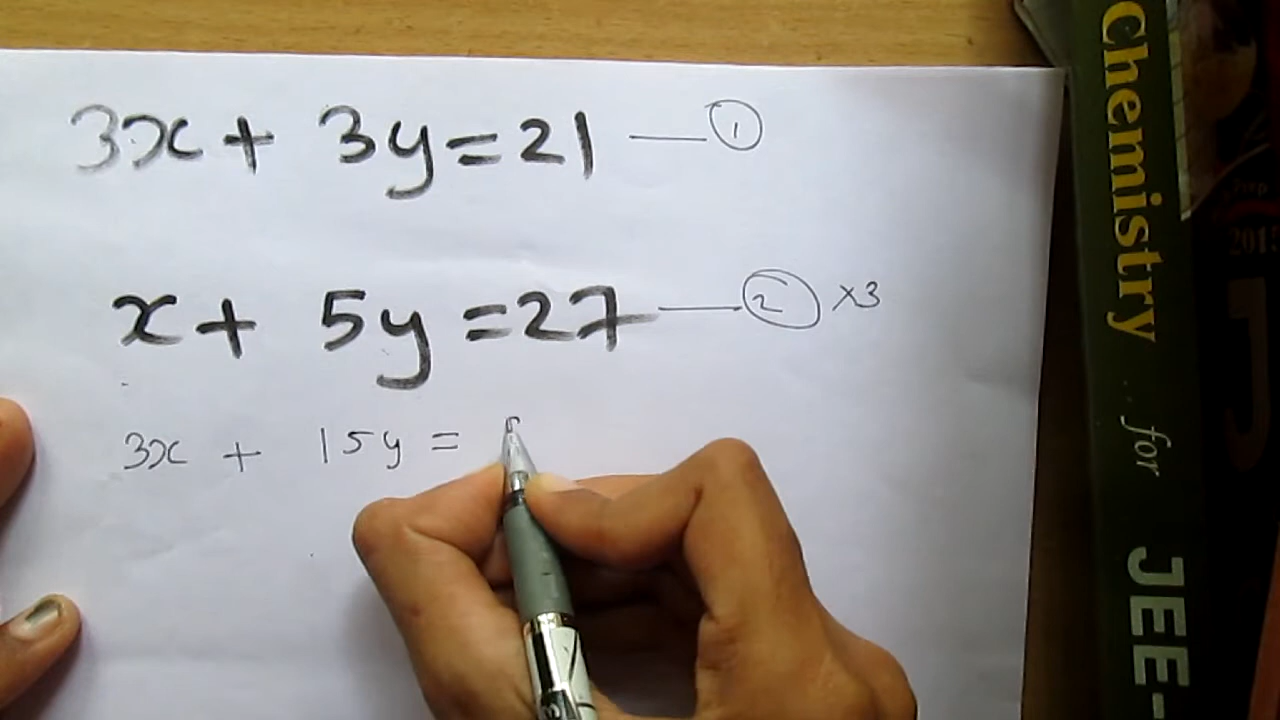 3x + 3y = 21 — ①
x + 5y = 27 — ② ×3
3x + 15y =
Chemistry ... for JEE-